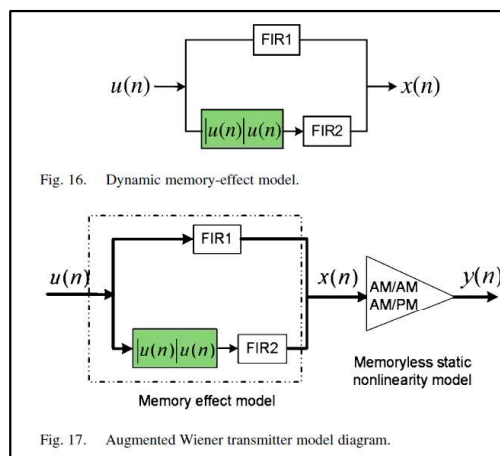 FIR1
u(n)
x(n)
|u(n)|u(n)
FIR2
Fig. 16. Dynamic memory-effect model.
FIR1
u(n)
x(n)
y(n)
AM/AM
AM/PM
|u(n)|u(n)
FIR2
Memoryless static
nonlinearity model
Memory effect model
Fig. 17. Augmented Wiener transmitter model diagram.